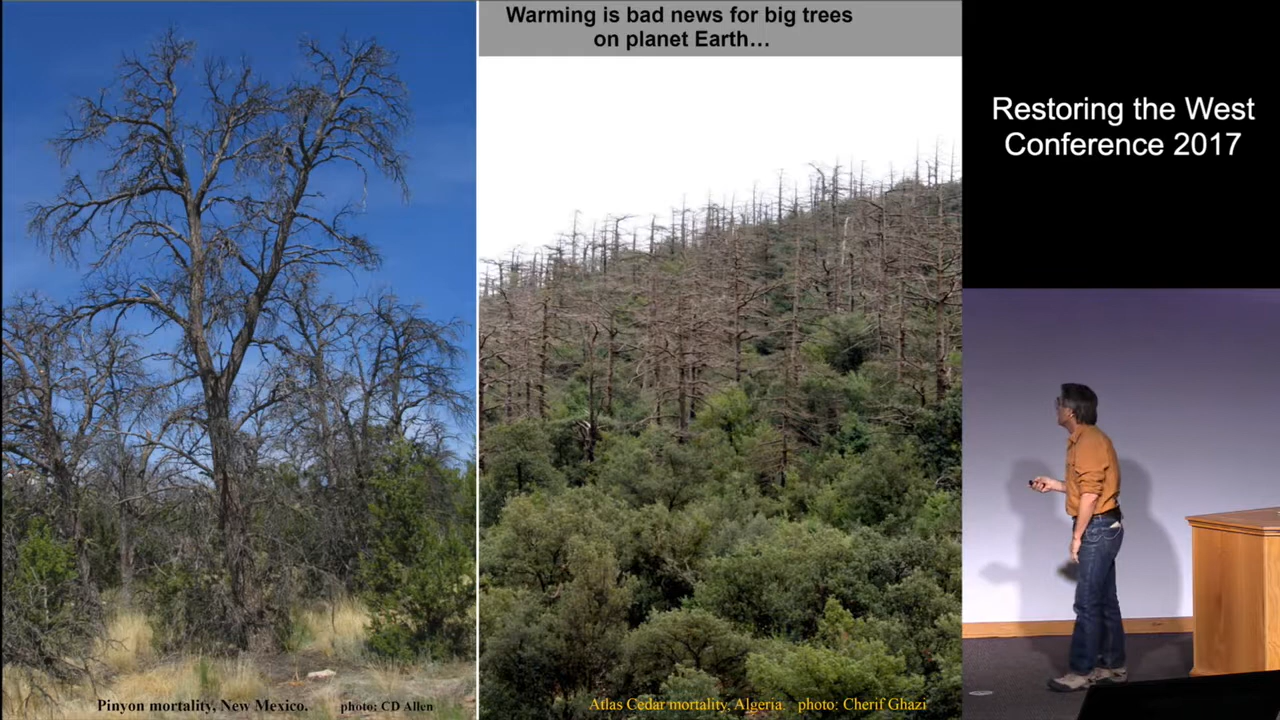 Warming is bad news for big trees
on planet Earth…
Restoring the West
Conference 2017
Pinyon mortality, New Mexico. photo: CD Allen
Atlas Cedar mortality, Algeria. photo: Cherif Ghazi